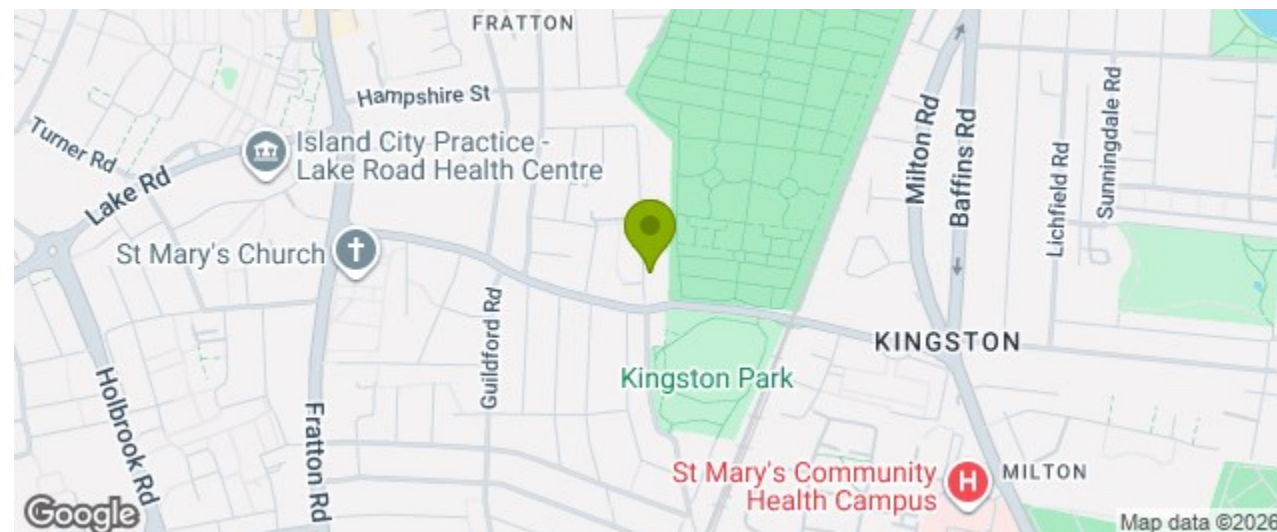 FRATTON
Hampshire St
Turner Rd
Lake Rd
Island City Practice -
Lake Road Health Centre
St Mary's Church
Guildford Rd
Milton Rd
Baffins Rd
Lichfield Rd
Sunningdale Rd
KINGSTON
Kingston Park
Holbrook Rd
Fratton Rd
St Mary's Community
Health Campus
H
MILTON
Google
Map data ©2026